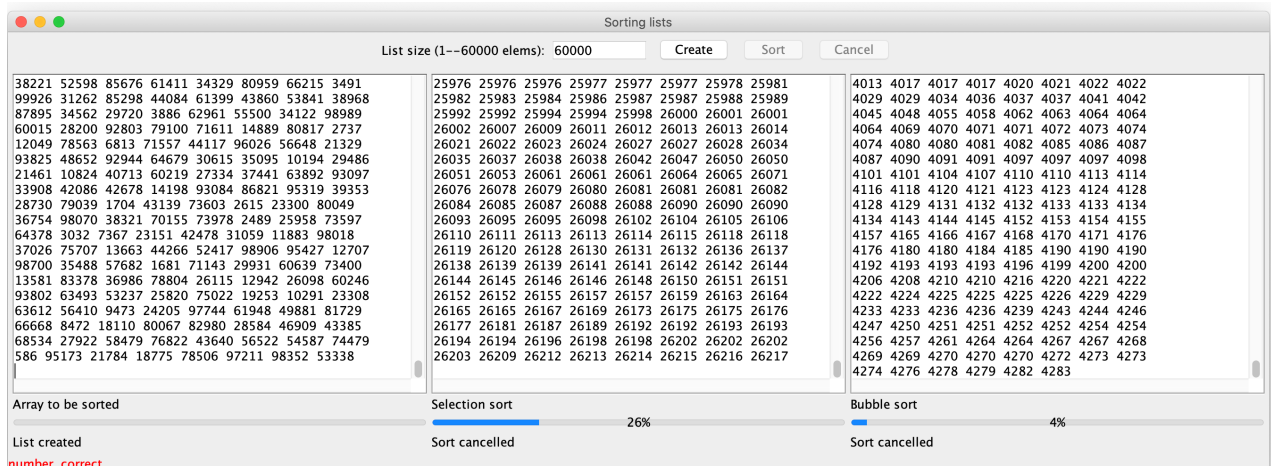 Sorting lists
List size (1--60000 elems): 60000 Create Sort Cancel
38221 52598 85676 61411 34329 80959 66215 3491
99926 31262 85298 44084 61399 43860 53841 38968
87895 34562 29720 3886 62961 55500 34122 98989
60015 28200 92803 79100 71611 14889 80817 2737
12049 78563 6813 71557 44117 96026 56648 21329
93825 48652 92944 64679 30615 35095 10194 29486
21461 10824 40713 60219 27334 37441 63892 93097
33908 42086 42678 14198 93084 86821 95319 39353
28730 79039 1704 43139 73603 2615 23300 80049
36754 98070 38321 70155 73978 2489 25958 73597
64378 3032 7367 23151 42478 31059 11883 98018
37026 75707 13663 44266 52417 98906 95427 12707
98700 35488 57682 1681 71143 29931 60639 73400
13581 83378 36986 78804 26115 12942 26098 60246
93802 63493 53237 25820 75022 19253 10291 23308
63612 56410 9473 24205 97744 61948 49881 81729
66668 8472 18110 80067 82980 28584 46909 43385
68534 27922 58479 76822 43640 56522 54587 74479
586 95173 21784 18775 78506 97211 98352 53338
Array to be sorted
List created
25976 25976 25976 25977 25977 25977 25978 25981
25982 25983 25984 25986 25987 25987 25988 25989
25992 25992 25994 25994 25998 26000 26001 26001
26002 26007 26009 26011 26012 26013 26013 26014
26021 26022 26023 26024 26027 26027 26028 26034
26035 26037 26038 26038 26042 26047 26050 26050
26051 26053 26061 26061 26061 26064 26065 26071
26076 26078 26079 26080 26081 26081 26081 26082
26084 26085 26087 26088 26088 26090 26090 26090
26093 26095 26095 26098 26102 26104 26105 26106
26110 26111 26113 26113 26114 26115 26118 26118
26119 26120 26128 26130 26131 26132 26136 26137
26138 26139 26139 26141 26141 26142 26142 26144
26144 26145 26146 26146 26148 26150 26151 26151
26152 26152 26155 26157 26157 26159 26163 26164
26165 26165 26167 26169 26173 26175 26175 26176
26177 26181 26187 26189 26192 26192 26193 26193
26194 26194 26196 26198 26198 26202 26202 26202
26203 26209 26212 26213 26214 26215 26216 26217
Selection sort
26%
Sort cancelled
4013 4017 4017 4017 4020 4021 4022 4022
4029 4029 4034 4036 4037 4037 4041 4042
4045 4048 4055 4058 4062 4063 4064 4064
4064 4069 4070 4071 4071 4072 4073 4074
4074 4080 4080 4081 4082 4085 4086 4087
4087 4090 4091 4091 4097 4097 4097 4098
4101 4101 4104 4107 4110 4110 4113 4114
4116 4118 4120 4121 4123 4123 4124 4128
4128 4129 4131 4132 4132 4133 4133 4134
4134 4143 4144 4145 4152 4153 4154 4155
4157 4165 4166 4167 4168 4170 4171 4176
4176 4180 4180 4184 4185 4190 4190 4190
4192 4193 4193 4193 4196 4199 4200 4200
4206 4208 4210 4210 4216 4220 4221 4222
4222 4224 4225 4225 4225 4226 4229 4229
4233 4233 4236 4236 4239 4243 4244 4246
4247 4250 4251 4251 4252 4252 4254 4254
4256 4257 4261 4264 4264 4267 4267 4268
4269 4269 4270 4270 4270 4272 4273 4273
4274 4276 4278 4279 4282 4283
Bubble sort
4%
Sort cancelled
number correct